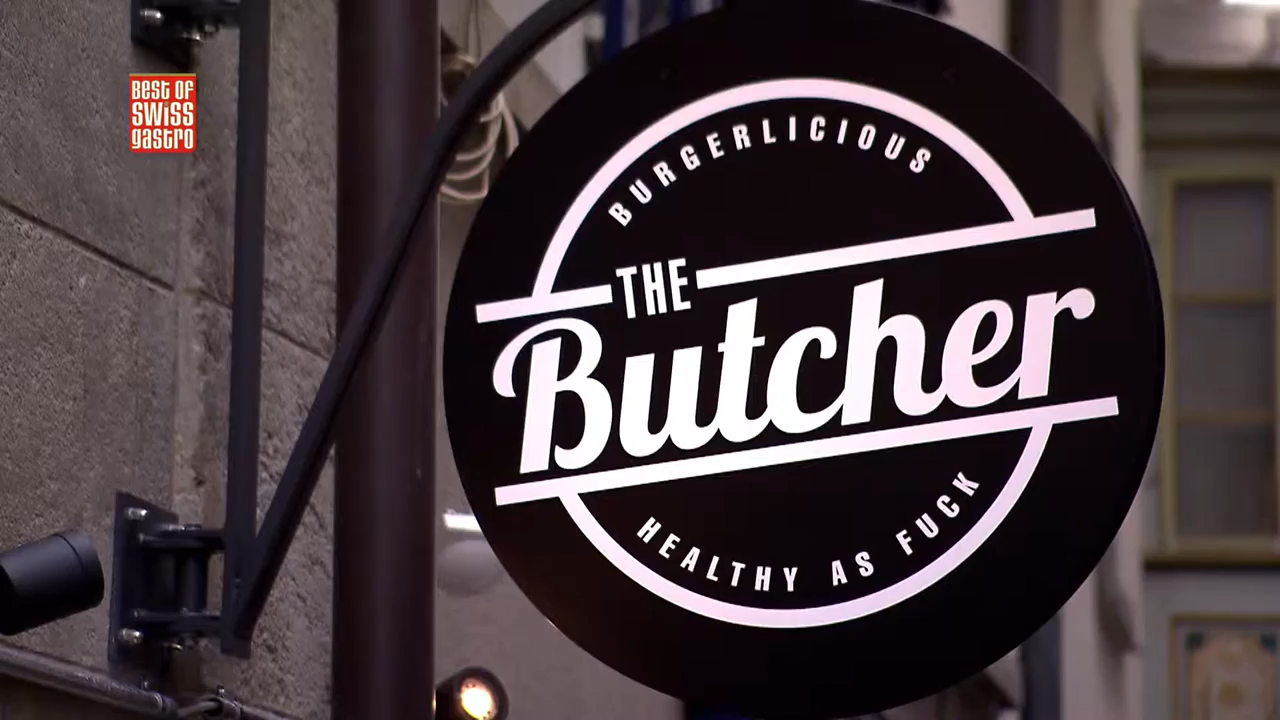 BEST OF
SWiSS
gastro
BURGERLICIOUS
THE
Butcher
HEALTHY AS FUCK